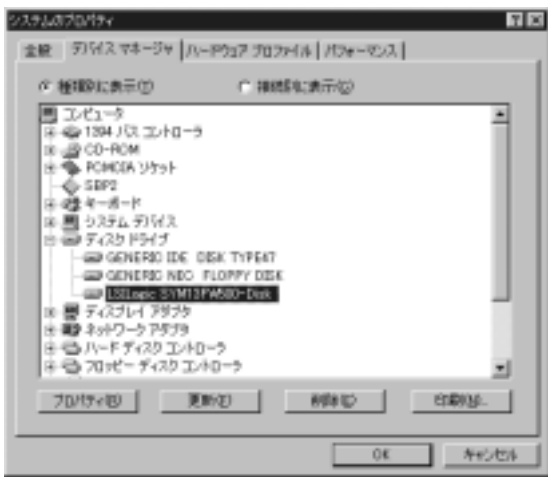 システムのプロパティ
全般 デバイス マネージャ ハードウェア プロファイル パフォーマンス
種類別に表示(T) 接続別に表示(C)
コンピュータ
1394 バス コントローラ
CD-ROM
PCMCIA ソケット
SBP2
キーボード
システム デバイス
ディスク ドライブ
GENERIC IDE DISK TYPE47
GENERIC NEC FLOPPY DISK
LSILogic SYM13FW500-Disk
ディスプレイ アダプタ
ネットワーク アダプタ
ハード ディスク コントローラ
フロッピー ディスク コントローラ
プロパティ(R) 更新(F) 削除(E) 印刷(N)...
OK キャンセル